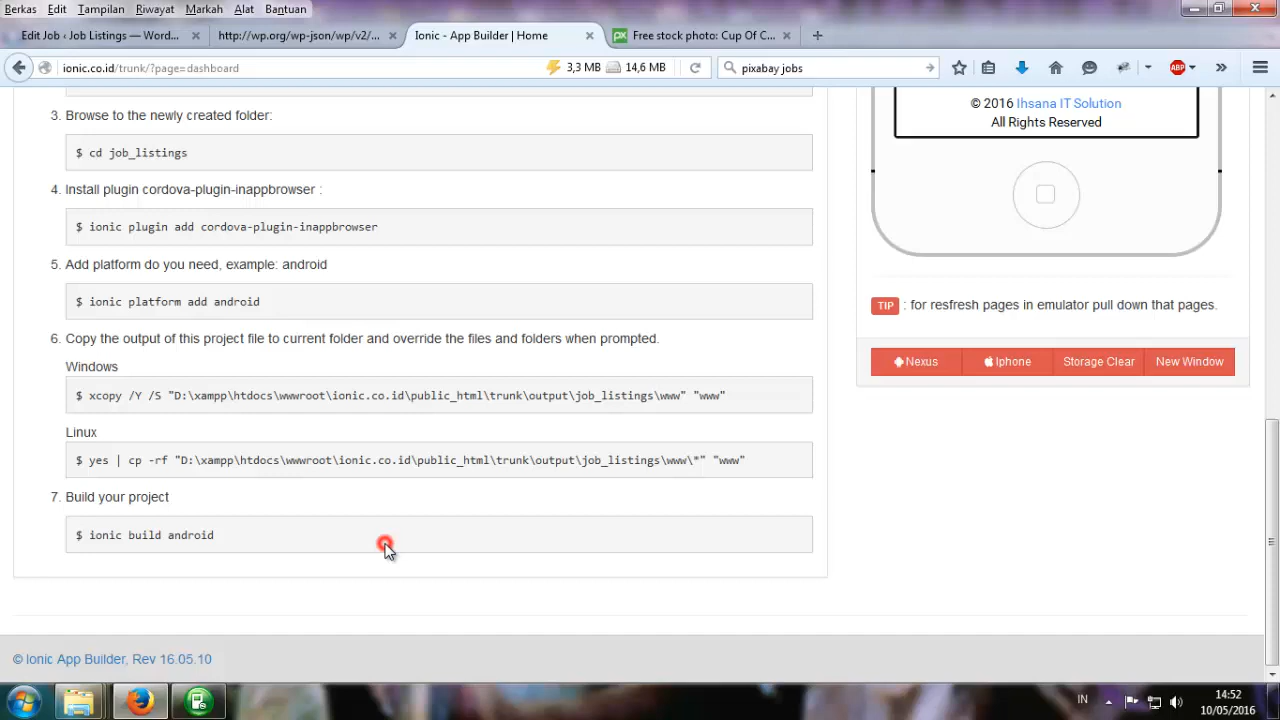 Berkas Edit Tampilan Riwayat Markah Alat Bantuan
Edit Job ‹ Job Listings — Word...
http://wp.org/wp-json/wp/v2/...
Ionic - App Builder | Home
Free stock photo: Cup Of C...
ionic.co.id/trunk/?page=dashboard
3,3 MB 14,6 MB
pixabay jobs
ABP
3. Browse to the newly created folder:
$ cd job_listings
4. Install plugin cordova-plugin-inappbrowser :
$ ionic plugin add cordova-plugin-inappbrowser
5. Add platform do you need, example: android
$ ionic platform add android
6. Copy the output of this project file to current folder and override the files and folders when prompted.
Windows
$ xcopy /Y /S "D:\xampp\htdocs\wwwroot\ionic.co.id\public_html\trunk\output\job_listings\www" "www"
Linux
$ yes | cp -rf "D:\xampp\htdocs\wwwroot\ionic.co.id\public_html\trunk\output\job_listings\www\*" "www"
7. Build your project
$ ionic build android
© 2016 Ihsana IT Solution
All Rights Reserved
TIP : for resfresh pages in emulator pull down that pages.
Nexus Iphone Storage Clear New Window
© Ionic App Builder, Rev 16.05.10
IN
14:52
10/05/2016